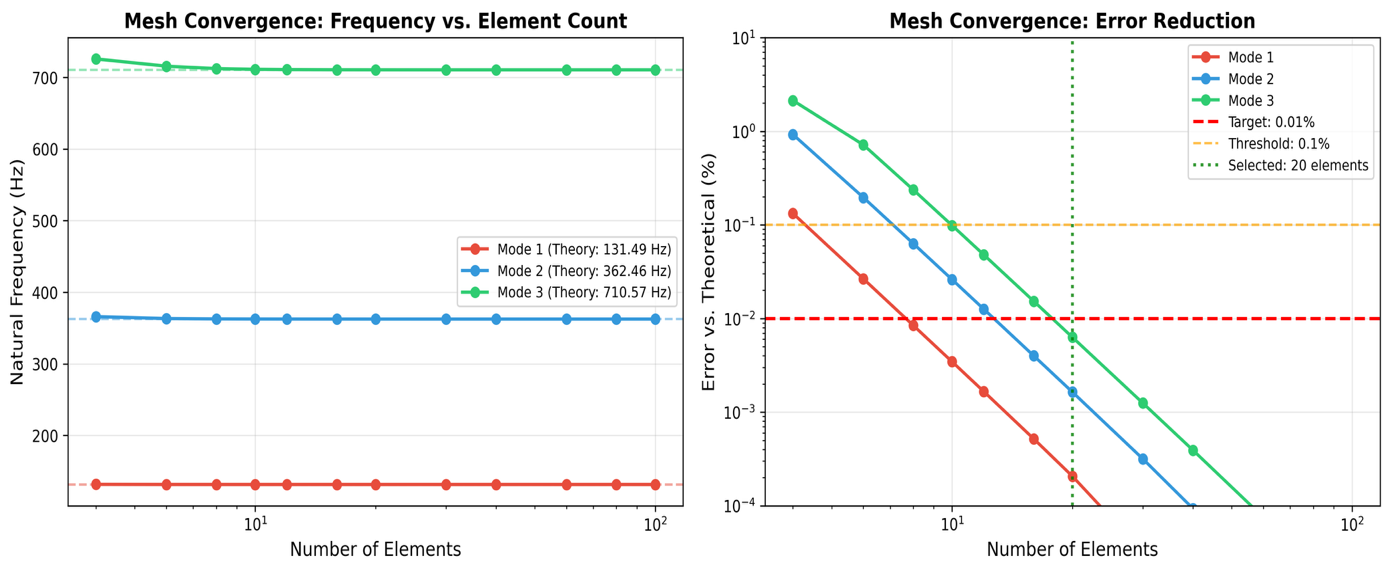 Mesh Convergence: Frequency vs. Element Count
Natural Frequency (Hz)
700
600
500
400
300
200
Mode 1 (Theory: 131.49 Hz)
Mode 2 (Theory: 362.46 Hz)
Mode 3 (Theory: 710.57 Hz)
10¹
10²
Number of Elements
Mesh Convergence: Error Reduction
Error vs. Theoretical (%)
10¹
10⁰
10⁻¹
10⁻²
10⁻³
10⁻⁴
Mode 1
Mode 2
Mode 3
Target: 0.01%
Threshold: 0.1%
Selected: 20 elements
10¹
10²
Number of Elements